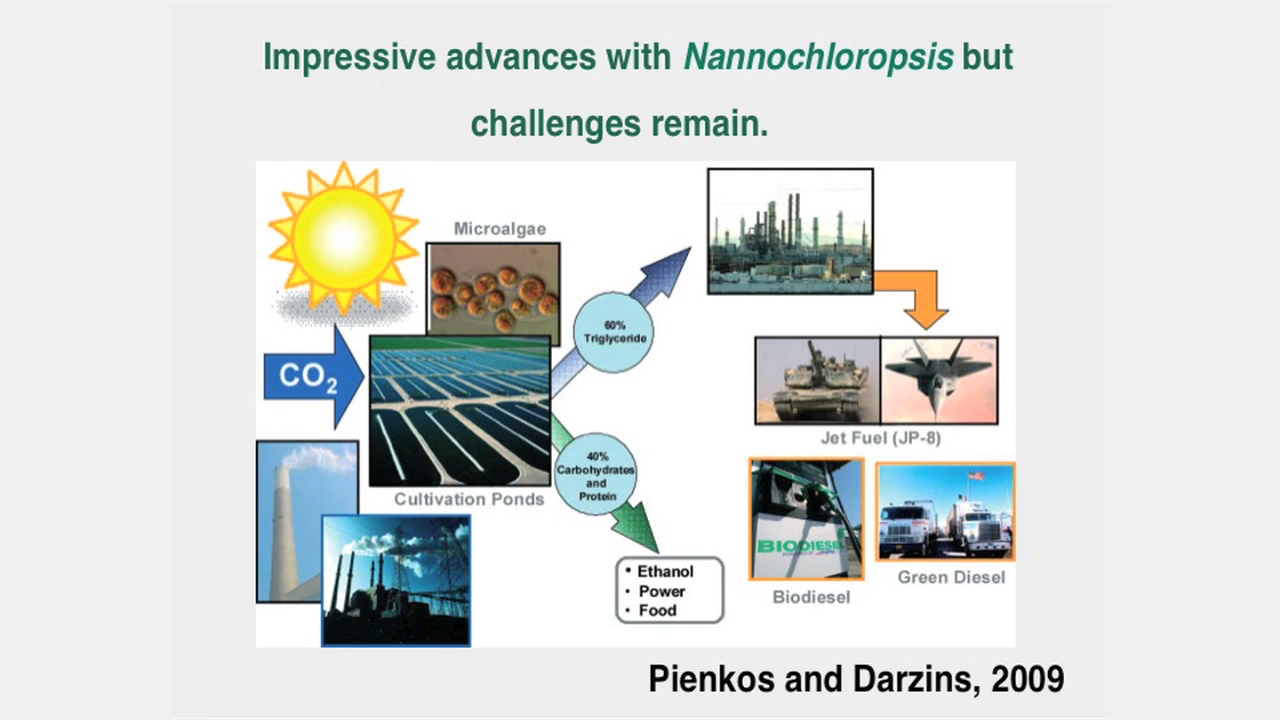 Impressive advances with Nannochloropsis but
challenges remain.
Microalgae
CO₂
Cultivation Ponds
60%
Triglyceride
40%
Carbohydrates
and
Protein
• Ethanol
• Power
• Food
Jet Fuel (JP-8)
BIODIESEL
Biodiesel
Green Diesel
Pienkos and Darzins, 2009